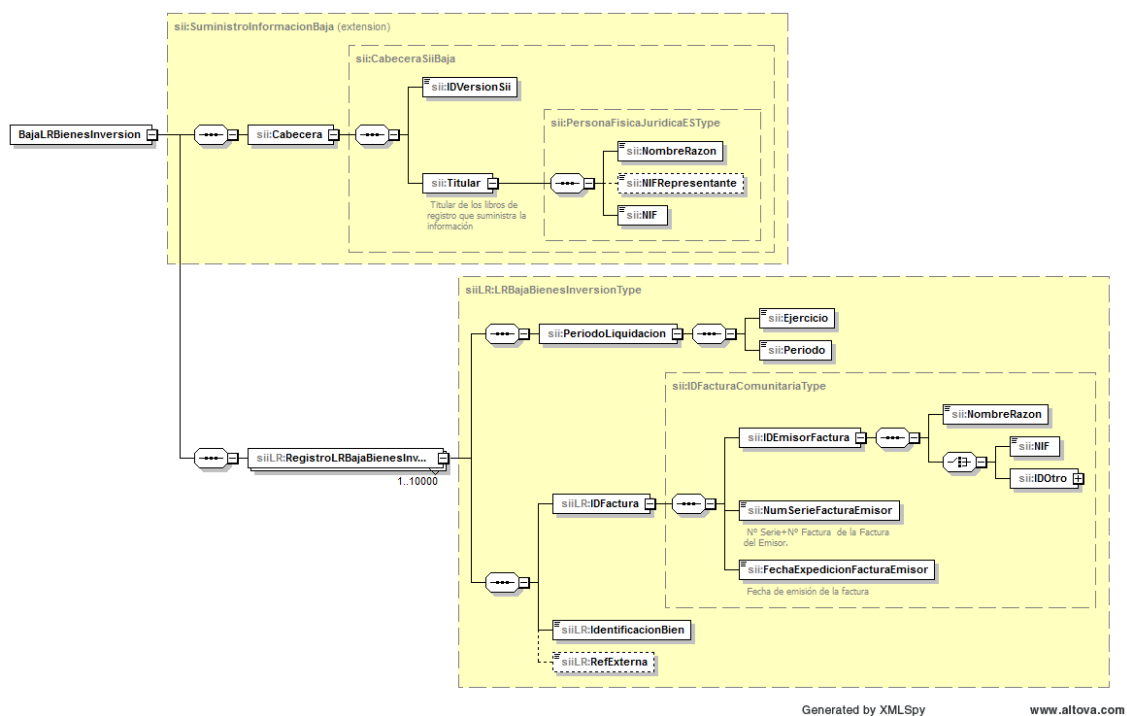 sii:SuministroInformacionBaja (extension)
sii:CabeceraSiiBaja
sii:IDVersionSii
sii:PersonaFisicaJuridicaESType
BajaLRBienesInversion
sii:Cabecera
sii:NombreRazon
sii:Titular
sii:NIFRepresentante
Titular de los libros de
registro que suministra la
información
sii:NIF
siiLR:LRBajaBienesInversionType
sii:PeriodoLiquidacion
sii:Ejercicio
sii:Periodo
sii:IDFacturaComunitariaType
sii:NombreRazon
sii:IDEmisorFactura
sii:NIF
sii:IDOtro
siiLR:RegistroLRBajaBienesInv...
1..10000
siiLR:IDFactura
sii:NumSerieFacturaEmisor
Nº Serie+Nº Factura de la Factura
del Emisor.
sii:FechaExpedicionFacturaEmisor
Fecha de emisión de la factura
siiLR:IdentificacionBien
siiLR:RefExterna
Generated by XMLSpy
www.altova.com